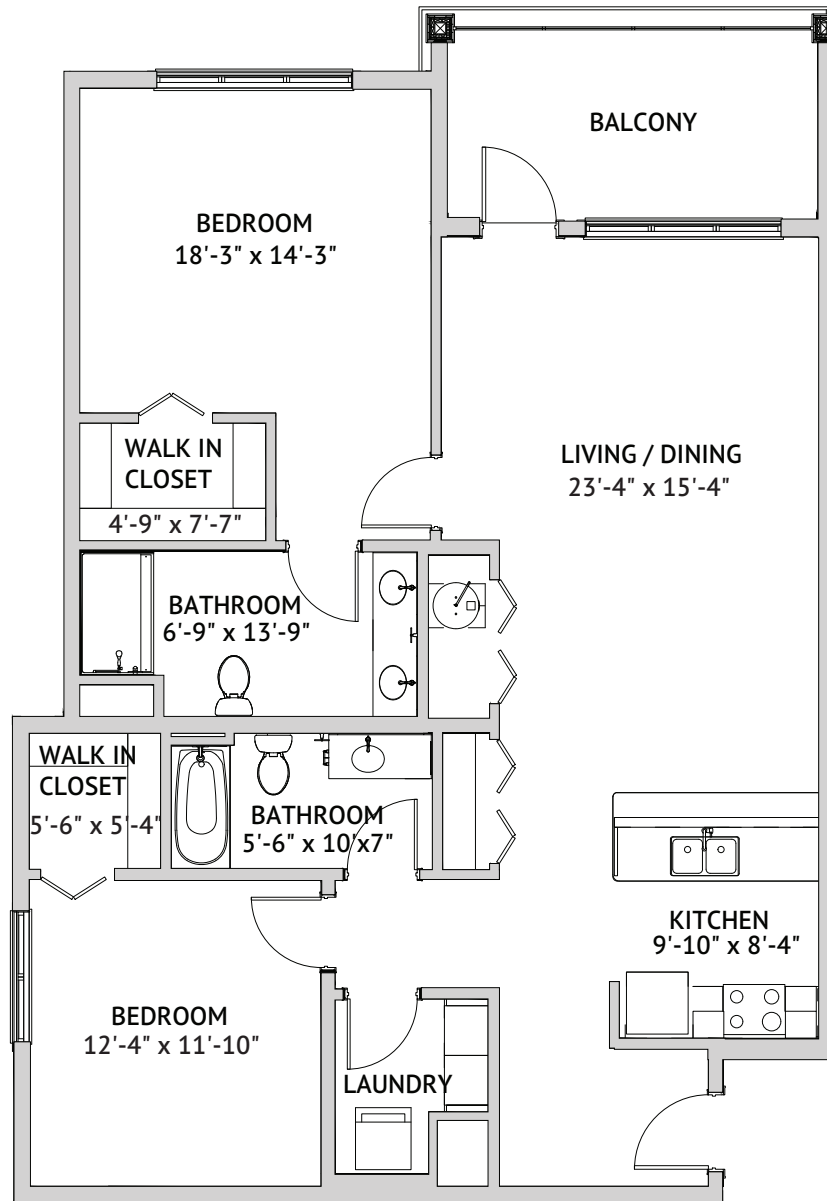 BALCONY
BEDROOM
18'-3" x 14'-3"
WALK IN
CLOSET
4'-9" x 7'-7"
LIVING / DINING
23'-4" x 15'-4"
BATHROOM
6'-9" x 13'-9"
WALK IN
CLOSET
5'-6" x 5'-4"
BATHROOM
5'-6" x 10'x7"
KITCHEN
9'-10" x 8'-4"
BEDROOM
12'-4" x 11'-10"
LAUNDRY